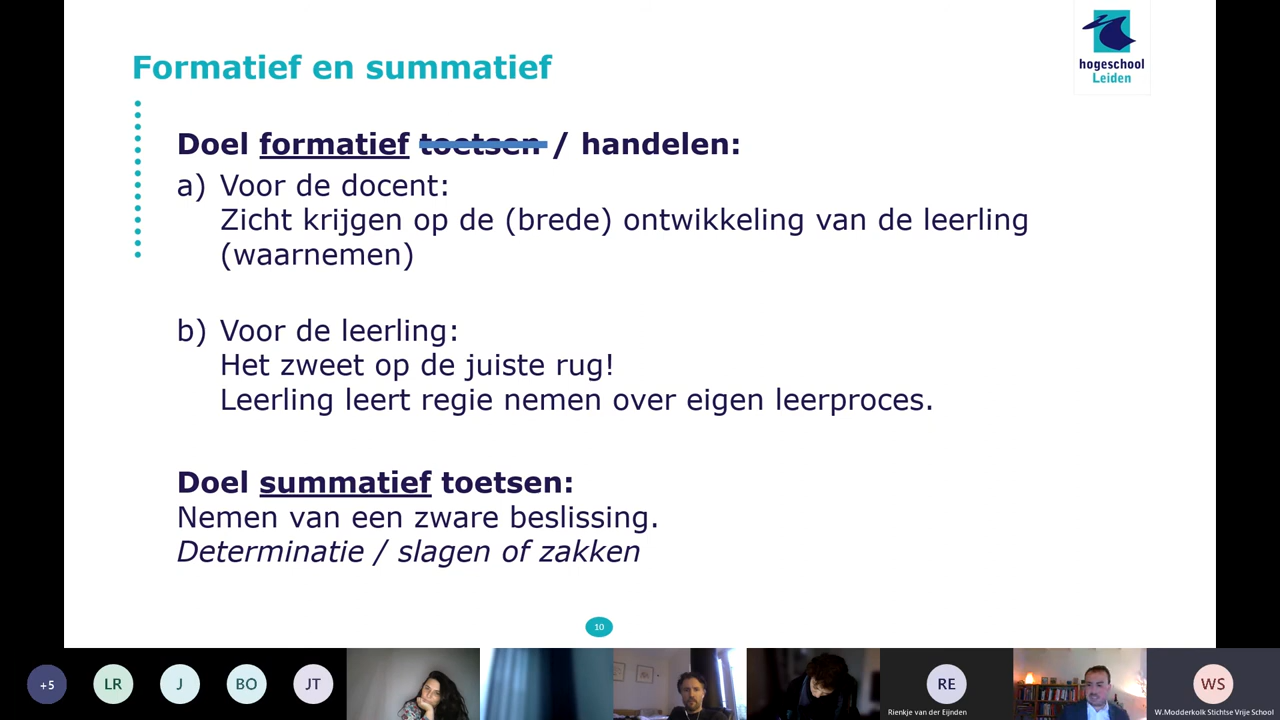 Formatief en summatief
hogeschool
Leiden
Doel formatief toetsen / handelen:
a) Voor de docent:
Zicht krijgen op de (brede) ontwikkeling van de leerling
(waarnemen)
b) Voor de leerling:
Het zweet op de juiste rug!
Leerling leert regie nemen over eigen leerproces.
Doel summatief toetsen:
Nemen van een zware beslissing.
Determinatie / slagen of zakken
10
+5
LR
J
BO
JT
RE
WS
Rienkje van der Eijnden
W.Modderkolk Stichtse Vrije School